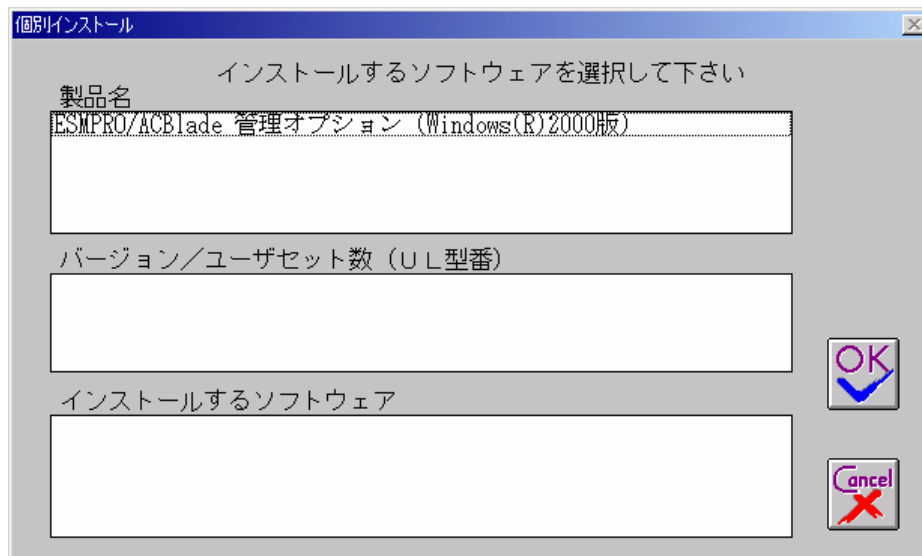 個別インストール
インストールするソフトウェアを選択して下さい
製品名
ESMPRO/ACBlade 管理オプション (Windows(R)2000版)
バージョン／ユーザセット数（ＵＬ型番）
OK
インストールするソフトウェア
Cancel